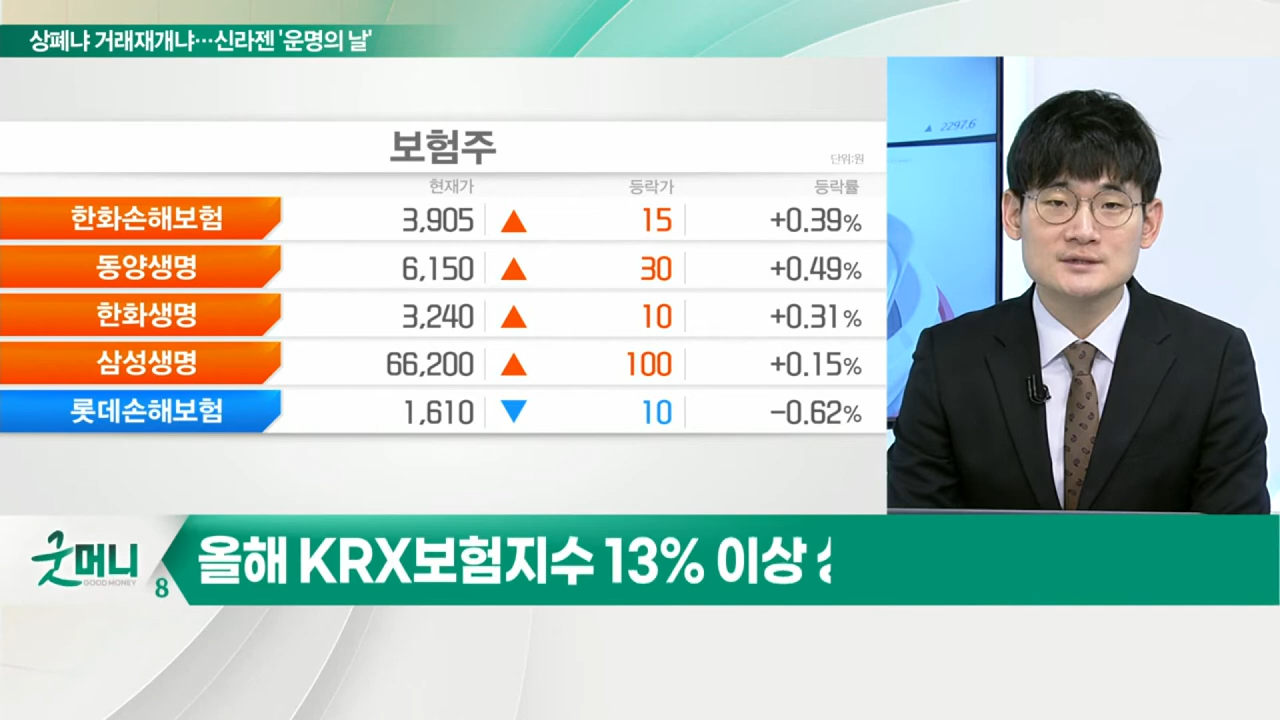 상폐냐 거래재개냐…신라젠 '운명의 날'
▲ 2297.6
보험주
단위:원
현재가 등락가 등락률
한화손해보험 3,905 ▲ 15 +0.39%
동양생명 6,150 ▲ 30 +0.49%
한화생명 3,240 ▲ 10 +0.31%
삼성생명 66,200 ▲ 100 +0.15%
롯데손해보험 1,610 ▼ 10 -0.62%
굿머니
GOOD MONEY
8
올해 KRX보험지수 13% 이상